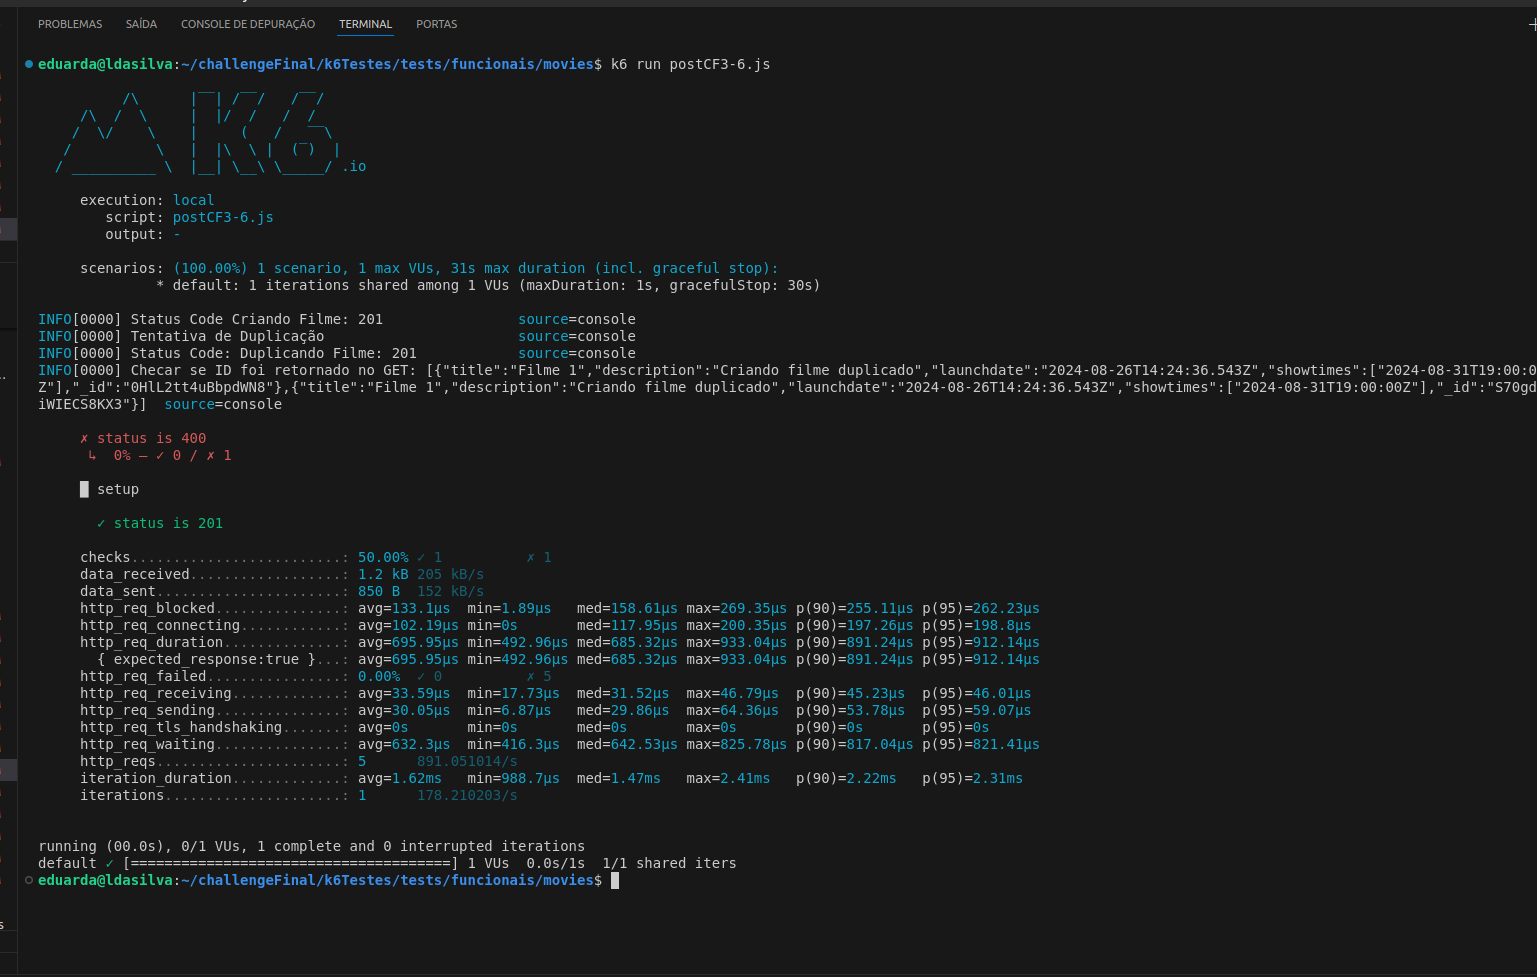 PROBLEMAS SAÍDA CONSOLE DE DEPURAÇÃO TERMINAL PORTAS
eduarda@ldasilva:~/challengeFinal/k6Testes/tests/funcionais/movies$ k6 run postCF3-6.js
          /\      |‾‾| /‾‾/   /‾‾/
     /\  /  \     |  |/  /   /  /
    /  \/    \    |     (   /   ‾‾\
   /          \   |  |\  \ |  (‾)  |
  / __________ \  |__| \__\ \_____/ .io
execution: local
script: postCF3-6.js
output: -
scenarios: (100.00%) 1 scenario, 1 max VUs, 31s max duration (incl. graceful stop):
* default: 1 iterations shared among 1 VUs (maxDuration: 1s, gracefulStop: 30s)
INFO[0000] Status Code Criando Filme: 201 source=console
INFO[0000] Tentativa de Duplicação source=console
INFO[0000] Status Code: Duplicando Filme: 201 source=console
INFO[0000] Checar se ID foi retornado no GET: [{"title":"Filme 1","description":"Criando filme duplicado","launchdate":"2024-08-26T14:24:36.543Z","showtimes":["2024-08-31T19:00:0
Z"],"_id":"0HlL2tt4uBbpdWN8"},{"title":"Filme 1","description":"Criando filme duplicado","launchdate":"2024-08-26T14:24:36.543Z","showtimes":["2024-08-31T19:00:00Z"],"_id":"S70gd
iWIECS8KX3"}] source=console
✗ status is 400
↳ 0% — ✓ 0 / ✗ 1
█ setup
✓ status is 201
checks.........................: 50.00% ✓ 1 ✗ 1
data_received..................: 1.2 kB 205 kB/s
data_sent......................: 850 B 152 kB/s
http_req_blocked...............: avg=133.1µs min=1.89µs med=158.61µs max=269.35µs p(90)=255.11µs p(95)=262.23µs
http_req_connecting............: avg=102.19µs min=0s med=117.95µs max=200.35µs p(90)=197.26µs p(95)=198.8µs
http_req_duration..............: avg=695.95µs min=492.96µs med=685.32µs max=933.04µs p(90)=891.24µs p(95)=912.14µs
{ expected_response:true }...: avg=695.95µs min=492.96µs med=685.32µs max=933.04µs p(90)=891.24µs p(95)=912.14µs
http_req_failed................: 0.00% ✓ 0 ✗ 5
http_req_receiving.............: avg=33.59µs min=17.73µs med=31.52µs max=46.79µs p(90)=45.23µs p(95)=46.01µs
http_req_sending...............: avg=30.05µs min=6.87µs med=29.86µs max=64.36µs p(90)=53.78µs p(95)=59.07µs
http_req_tls_handshaking.......: avg=0s min=0s med=0s max=0s p(90)=0s p(95)=0s
http_req_waiting...............: avg=632.3µs min=416.3µs med=642.53µs max=825.78µs p(90)=817.04µs p(95)=821.41µs
http_reqs......................: 5 891.051014/s
iteration_duration.............: avg=1.62ms min=988.7µs med=1.47ms max=2.41ms p(90)=2.22ms p(95)=2.31ms
iterations.....................: 1 178.210203/s
running (00.0s), 0/1 VUs, 1 complete and 0 interrupted iterations
default ✓ [======================================] 1 VUs 0.0s/1s 1/1 shared iters
eduarda@ldasilva:~/challengeFinal/k6Testes/tests/funcionais/movies$